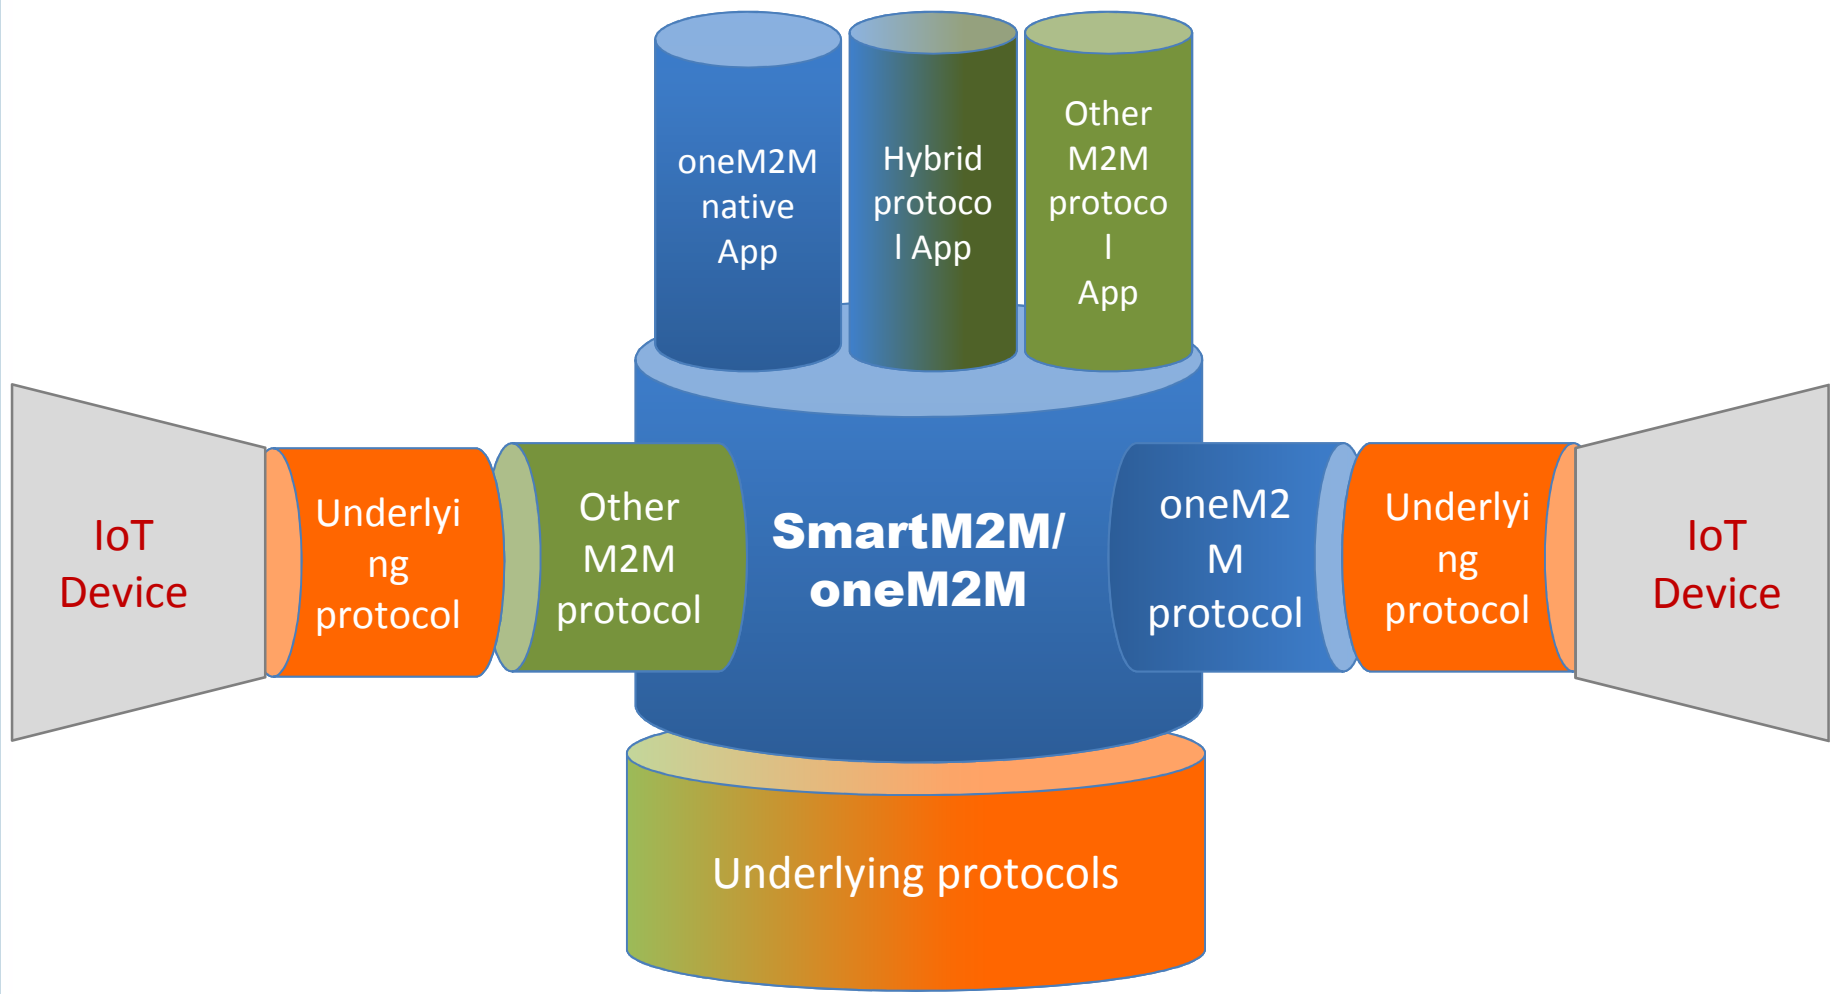 oneM2M
native
App
Hybrid
protoco
l App
Other
M2M
protoco
l
App
IoT
Device
Underlyi
ng
protocol
Other
M2M
protocol
SmartM2M/
oneM2M
oneM2
M
protocol
Underlyi
ng
protocol
IoT
Device
Underlying protocols